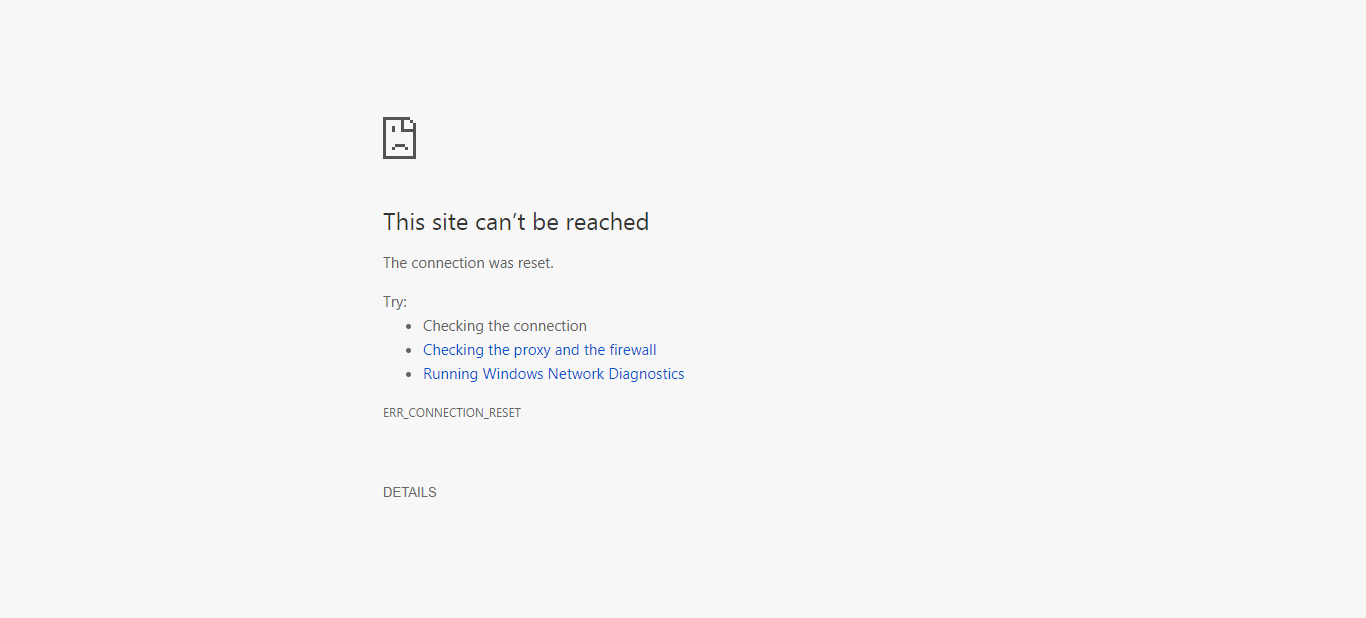 This site can’t be reached
The connection was reset.
Try:
Checking the connection
Checking the proxy and the firewall
Running Windows Network Diagnostics
ERR_CONNECTION_RESET
DETAILS